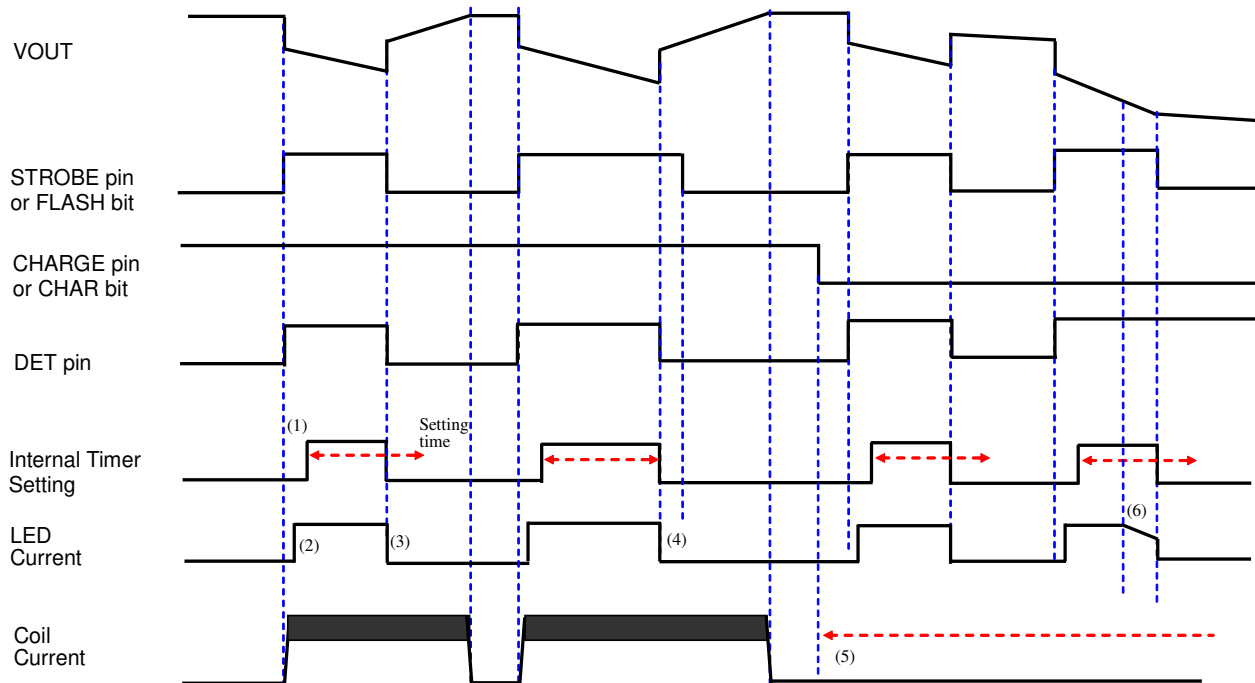 VOUT
STROBE pin
or FLASH bit
CHARGE pin
or CHAR bit
DET pin
(1)
Setting
time
Internal Timer
Setting
(6)
LED
Current
(2)
(3)
(4)
Coil
Current
(5)